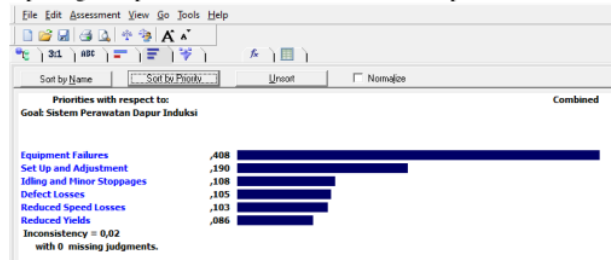 File Edit Assessment View Go Tools Help
A A
3:1 ABC fx
Sort by Name Sort by Priority Unsort Normalize
Priorities with respect to: Combined
Goal: Sistem Perawatan Dapur Induksi
Equipment Failures ,408
Set Up and Adjustment ,190
Idling and Minor Stoppages ,108
Defect Losses ,105
Reduced Speed Losses ,103
Reduced Yields ,086
Inconsistency = 0,02
with 0 missing judgments.